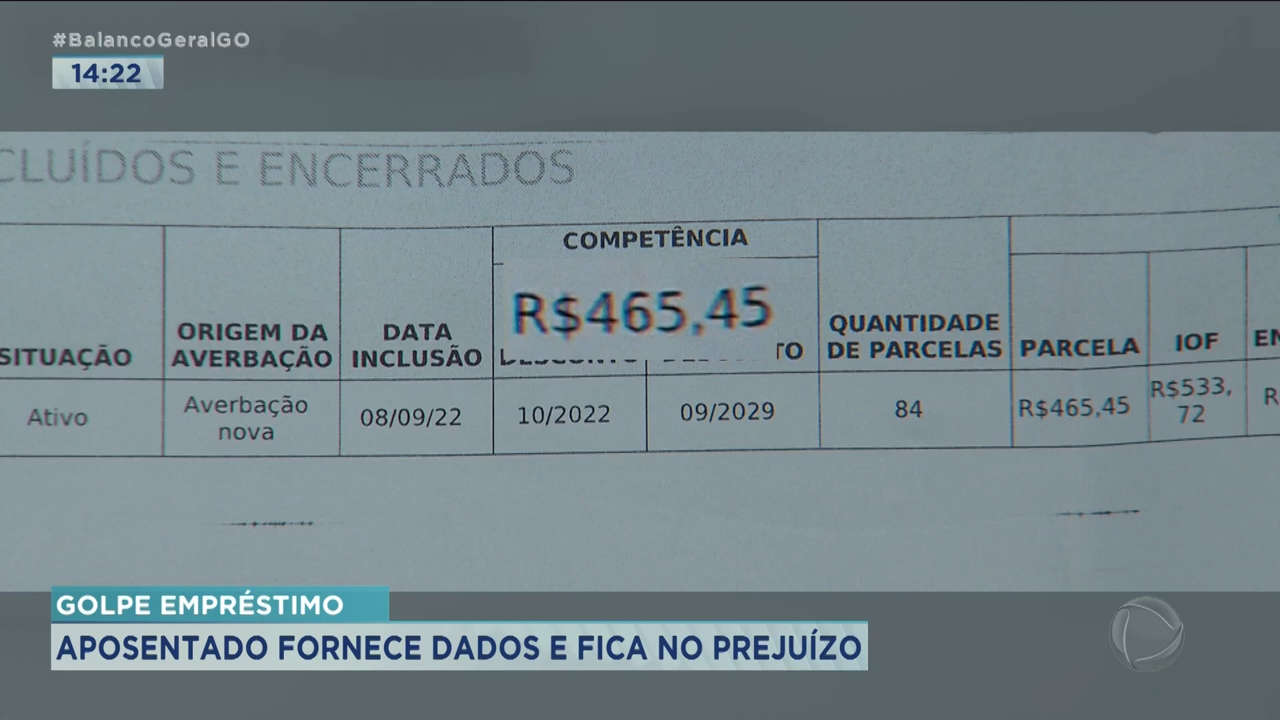 #BalancoGeralGO
14:22
CLUÍDOS E ENCERRADOS
COMPETÊNCIA
R$465,45
SITUAÇÃO
ORIGEM DA
AVERBAÇÃO
DATA
INCLUSÃO
TO
QUANTIDADE
DE PARCELAS
PARCELA
IOF
EN
Ativo
Averbação
nova
08/09/22
10/2022
09/2029
84
R$465,45
R$533,
72
R
GOLPE EMPRÉSTIMO
APOSENTADO FORNECE DADOS E FICA NO PREJUÍZO